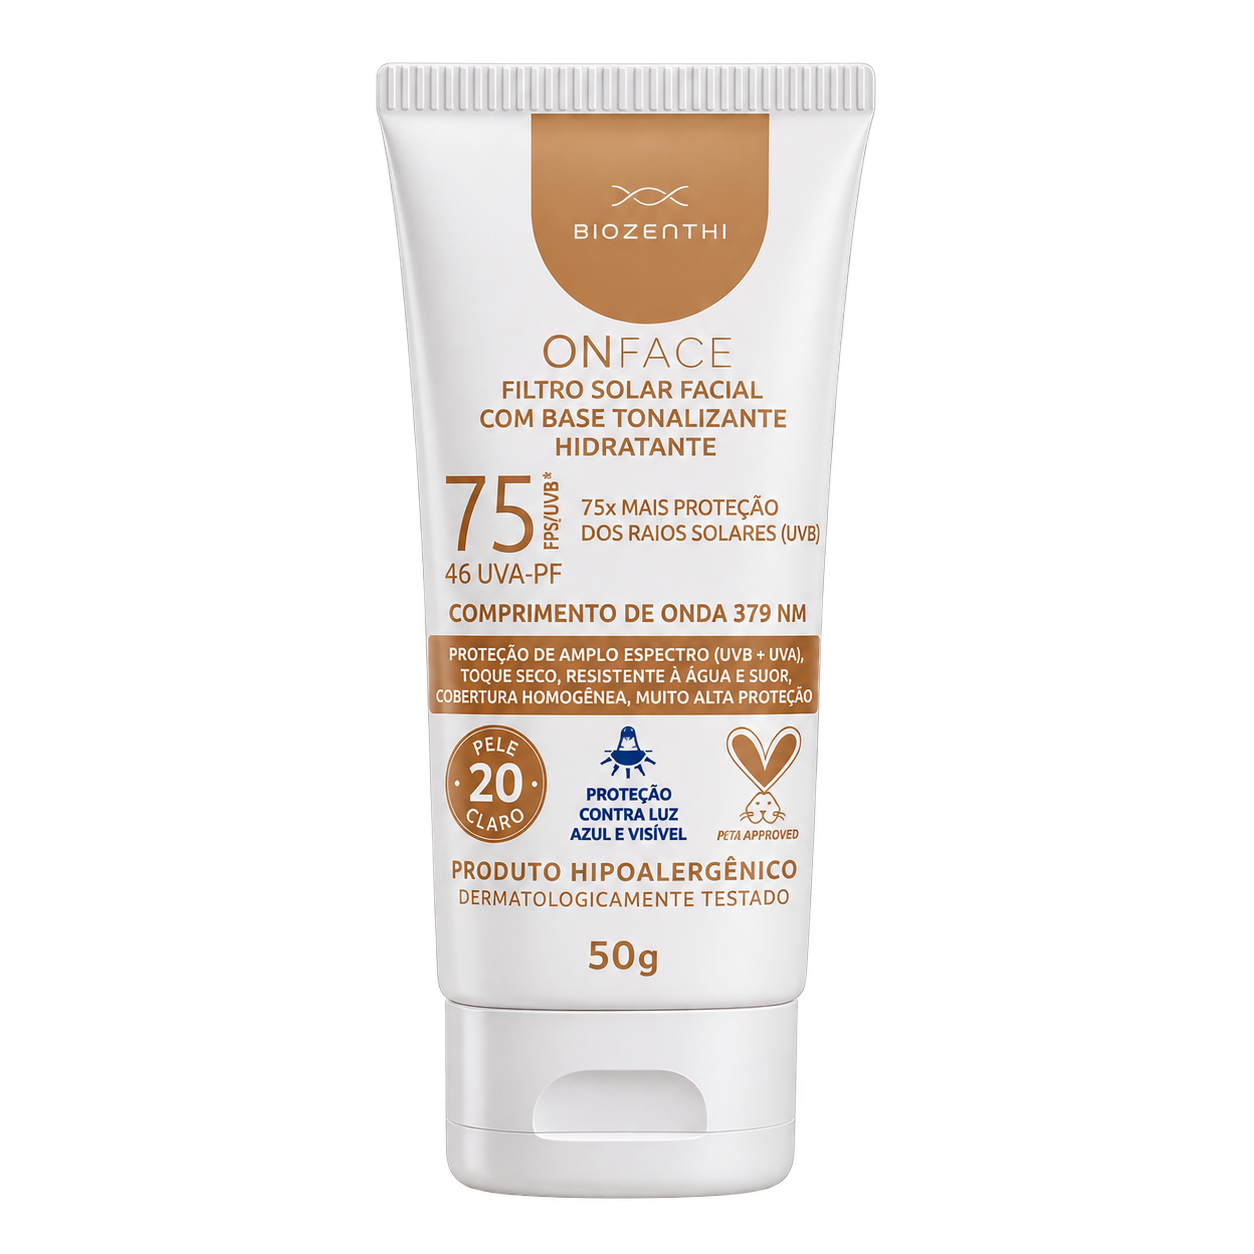 BIOZENTHI
ONFACE
FILTRO SOLAR FACIAL
COM BASE TONALIZANTE
HIDRATANTE
75 FPS/UVB*
75x MAIS PROTEÇÃO
DOS RAIOS SOLARES (UVB)
46 UVA-PF
COMPRIMENTO DE ONDA 379 NM
PROTEÇÃO DE AMPLO ESPECTRO (UVB + UVA),
TOQUE SECO, RESISTENTE À ÁGUA E SUOR,
COBERTURA HOMOGÊNEA, MUITO ALTA PROTEÇÃO
PELE
20
CLARO
PROTEÇÃO
CONTRA LUZ
AZUL E VISÍVEL
PETA APPROVED
PRODUTO HIPOALERGÊNICO
DERMATOLOGICAMENTE TESTADO
50g